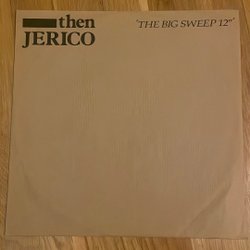 then
JERICO
'THE BIG SWEEP 12"'